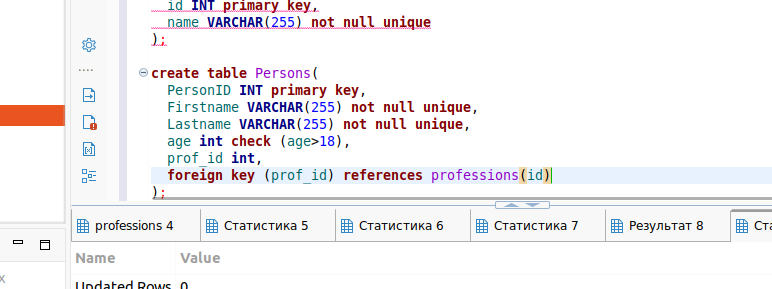 id INT primary key,
name VARCHAR(255) not null unique
);
create table Persons(
PersonID INT primary key,
Firstname VARCHAR(255) not null unique,
Lastname VARCHAR(255) not null unique,
age int check (age>18),
prof_id int,
foreign key (prof_id) references professions(id)
);
professions 4 Статистика 5 Статистика 6 Статистика 7 Результат 8 Ста
Name Value
Updated Rows 0